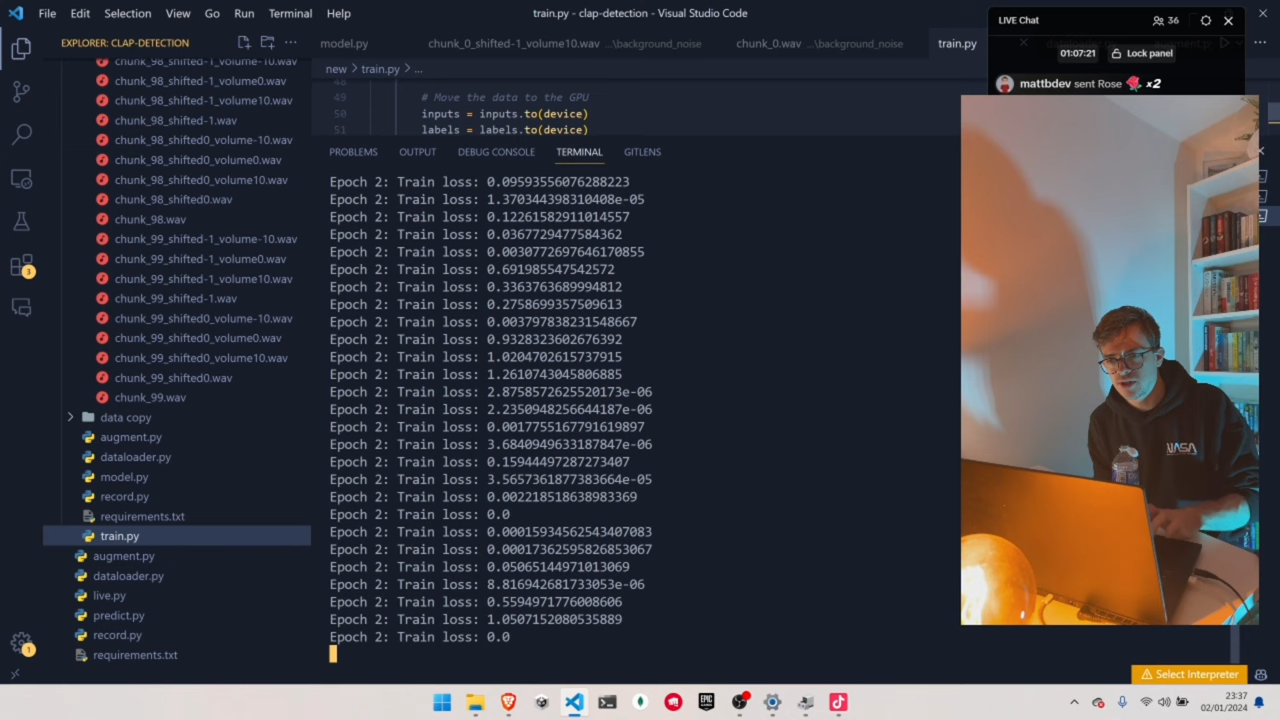 File Edit Selection View Go Run Terminal Help
train.py - clap-detection - Visual Studio Code
EXPLORER: CLAP-DETECTION
chunk_98_shifted-1_volume-10.wav
chunk_98_shifted-1_volume0.wav
chunk_98_shifted-1_volume10.wav
chunk_98_shifted-1.wav
chunk_98_shifted0_volume-10.wav
chunk_98_shifted0_volume0.wav
chunk_98_shifted0_volume10.wav
chunk_98_shifted0.wav
chunk_98.wav
chunk_99_shifted-1_volume-10.wav
chunk_99_shifted-1_volume0.wav
chunk_99_shifted-1_volume10.wav
chunk_99_shifted-1.wav
chunk_99_shifted0_volume-10.wav
chunk_99_shifted0_volume0.wav
chunk_99_shifted0_volume10.wav
chunk_99_shifted0.wav
chunk_99.wav
data copy
augment.py
dataloader.py
model.py
record.py
requirements.txt
train.py
augment.py
dataloader.py
live.py
predict.py
record.py
requirements.txt
3
1
model.py chunk_0_shifted-1_volume10.wav ...\background_noise chunk_0.wav ...\background_noise train.py
new > train.py > ...
48
49 # Move the data to the GPU
50 inputs = inputs.to(device)
51 labels = labels.to(device)
PROBLEMS OUTPUT DEBUG CONSOLE TERMINAL GITLENS
Epoch 2: Train loss: 0.09593556076288223
Epoch 2: Train loss: 1.370344398310408e-05
Epoch 2: Train loss: 0.12261582911014557
Epoch 2: Train loss: 0.0367729477584362
Epoch 2: Train loss: 0.0030772697646170855
Epoch 2: Train loss: 0.691985547542572
Epoch 2: Train loss: 0.3363763689994812
Epoch 2: Train loss: 0.2758699357509613
Epoch 2: Train loss: 0.003797838231548667
Epoch 2: Train loss: 0.9328323602676392
Epoch 2: Train loss: 1.0204702615737915
Epoch 2: Train loss: 1.2610743045806885
Epoch 2: Train loss: 2.8758572625520173e-06
Epoch 2: Train loss: 2.2350948256644187e-06
Epoch 2: Train loss: 0.0017755167791619897
Epoch 2: Train loss: 3.6840949633187847e-06
Epoch 2: Train loss: 0.15944497287273407
Epoch 2: Train loss: 3.5657361877383664e-05
Epoch 2: Train loss: 0.002218518638983369
Epoch 2: Train loss: 0.0
Epoch 2: Train loss: 0.00015934562543407083
Epoch 2: Train loss: 0.00017362595826853067
Epoch 2: Train loss: 0.05065144971013069
Epoch 2: Train loss: 8.816942681733053e-06
Epoch 2: Train loss: 0.5594971776008606
Epoch 2: Train loss: 1.0507152080535889
Epoch 2: Train loss: 0.0
LIVE Chat 36
01:07:21 Lock panel
mattbdev sent Rose x2
NASA
Select Interpreter
EPIC GAMES
23:37
02/01/2024